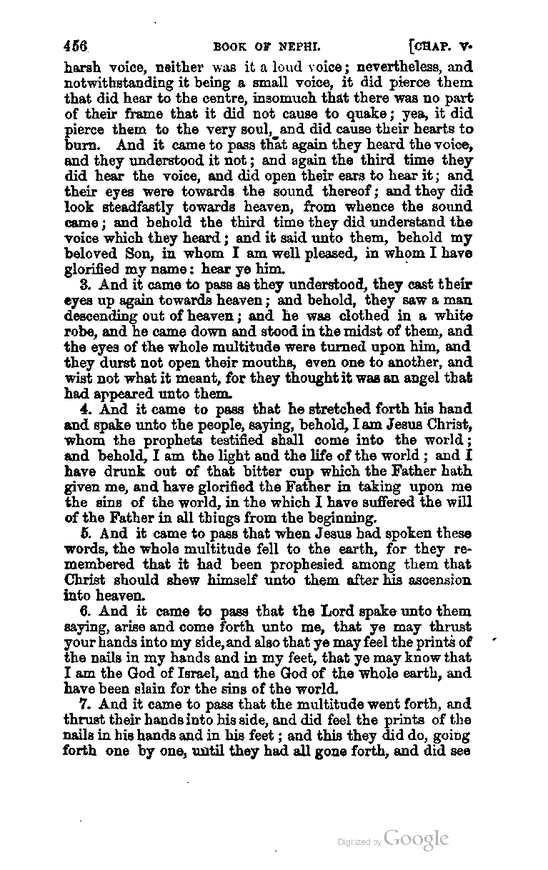 456 BOOK OF NEPHI. [CHAP. V.
harsh voice, neither was it a loud voice; nevertheless, and
notwithstanding it being a small voice, it did pierce them
that did hear to the centre, insomuch that there was no part
of their frame that it did not cause to quake; yea, it did
pierce them to the very soul, and did cause their hearts to
burn. And it came to pass that again they heard the voice,
and they understood it not; and again the third time they
did hear the voice, and did open their ears to hear it; and
their eyes were towards the sound thereof; and they did
look steadfastly towards heaven, from whence the sound
came; and behold the third time they did understand the
voice which they heard; and it said unto them, behold my
beloved Son, in whom I am well pleased, in whom I have
glorified my name: hear ye him.
3. And it came to pass as they understood, they cast their
eyes up again towards heaven; and behold, they saw a man
descending out of heaven; and he was clothed in a white
robe, and he came down and stood in the midst of them, and
the eyes of the whole multitude were turned upon him, and
they durst not open their mouths, even one to another, and
wist not what it meant, for they thought it was an angel that
had appeared unto them.
4. And it came to pass that he stretched forth his hand
and spake unto the people, saying, behold, I am Jesus Christ,
whom the prophets testified shall come into the world;
and behold, I am the light and the life of the world; and I
have drunk out of that bitter cup which the Father hath
given me, and have glorified the Father in taking upon me
the sins of the world, in the which I have suffered the will
of the Father in all things from the beginning.
5. And it came to pass that when Jesus had spoken these
words, the whole multitude fell to the earth, for they re-
membered that it had been prophesied among them that
Christ should shew himself unto them after his ascension
into heaven.
6. And it came to pass that the Lord spake unto them
saying, arise and come forth unto me, that ye may thrust
your hands into my side, and also that ye may feel the prints of
the nails in my hands and in my feet, that ye may know that
I am the God of Israel, and the God of the whole earth, and
have been slain for the sins of the world.
7. And it came to pass that the multitude went forth, and
thrust their hands into his side, and did feel the prints of the
nails in his hands and in his feet; and this they did do, going
forth one by one, until they had all gone forth, and did see
Digitized by Google